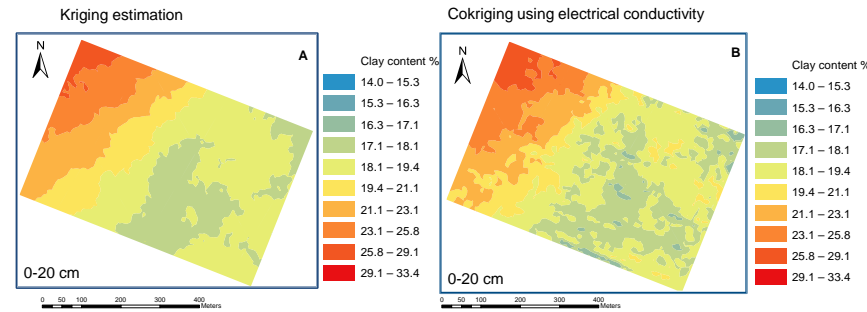 Kriging estimation
N
A
Clay content %
14.0 – 15.3
15.3 – 16.3
16.3 – 17.1
17.1 – 18.1
18.1 – 19.4
19.4 – 21.1
21.1 – 23.1
23.1 – 25.8
25.8 – 29.1
29.1 – 33.4
0-20 cm
0 50 100 200 300 400
Meters
Cokriging using electrical conductivity
N
B
Clay content %
14.0 – 15.3
15.3 – 16.3
16.3 – 17.1
17.1 – 18.1
18.1 – 19.4
19.4 – 21.1
21.1 – 23.1
23.1 – 25.8
25.8 – 29.1
29.1 – 33.4
0-20 cm
0 50 100 200 300 400
Meters